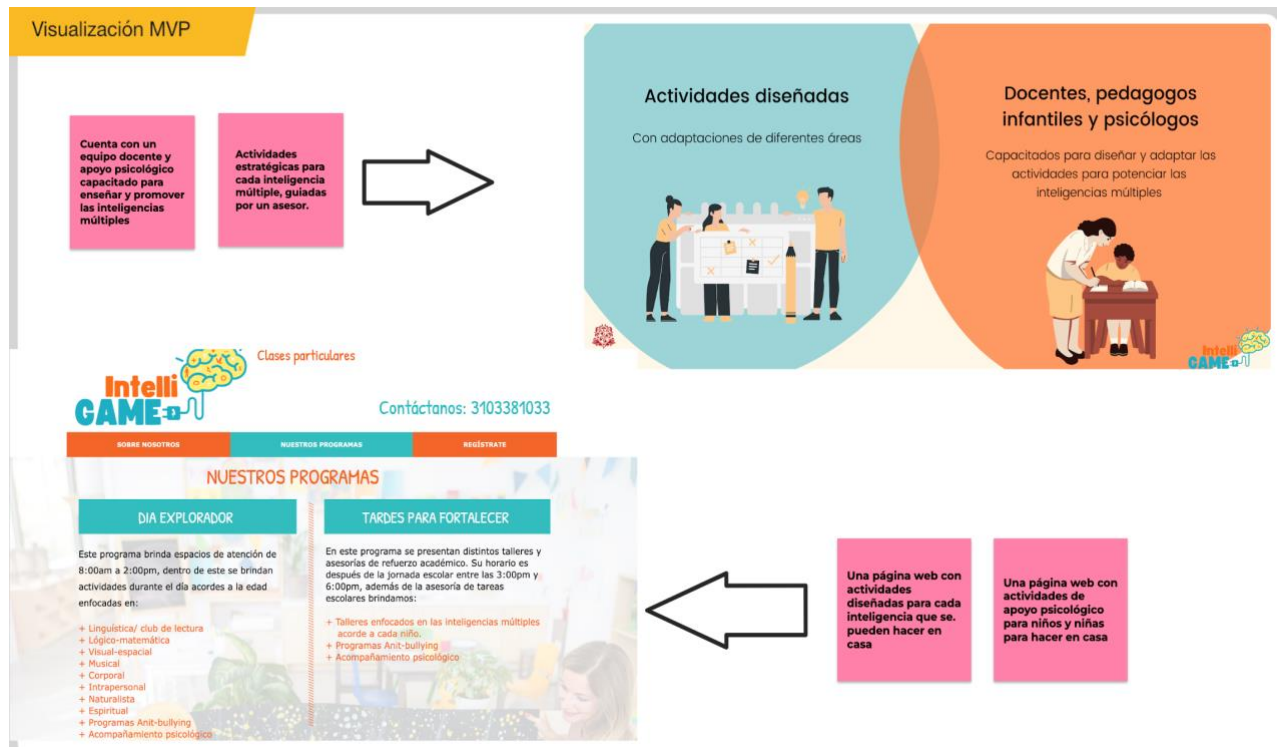 Visualización MVP
Cuenta con un
equipo docente y
apoyo psicológico
capacitado para
enseñar y promover
las inteligencias
múltiples
Actividades
estratégicas para
cada inteligencia
múltiple, guiadas
por un asesor.
Actividades diseñadas
Con adaptaciones de diferentes áreas
Docentes, pedagogos
infantiles y psicólogos
Capacitados para diseñar y adaptar las
actividades para potenciar las
inteligencias múltiples
Intelli
GAME
Intelli
GAME
Clases particulares
Contáctanos: 3103381033
SOBRE NOSOTROS
NUESTROS PROGRAMAS
REGÍSTRATE
NUESTROS PROGRAMAS
DIA EXPLORADOR
Este programa brinda espacios de atención de
8:00am a 2:00pm, dentro de este se brindan
actividades durante el día acordes a la edad
enfocadas en:
+ Linguística/ club de lectura
+ Lógico-matemática
+ Visual-espacial
+ Musical
+ Corporal
+ Intrapersonal
+ Naturalista
+ Espiritual
+ Programas Anit-bullying
+ Acompañamiento psicológico
TARDES PARA FORTALECER
En este programa se presentan distintos talleres y
asesorías de refuerzo académico. Su horario es
después de la jornada escolar entre las 3:00pm y
6:00pm, además de la asesoría de tareas
escolares brindamos:
+ Talleres enfocados en las inteligencias múltiples
acorde a cada niño.
+ Programas Anit-bullying
+ Acompañamiento psicológico
Una página web con
actividades
diseñadas para cada
inteligencia que se.
pueden hacer en
casa
Una página web con
actividades de
apoyo psicológico
para niños y niñas
para hacer en casa